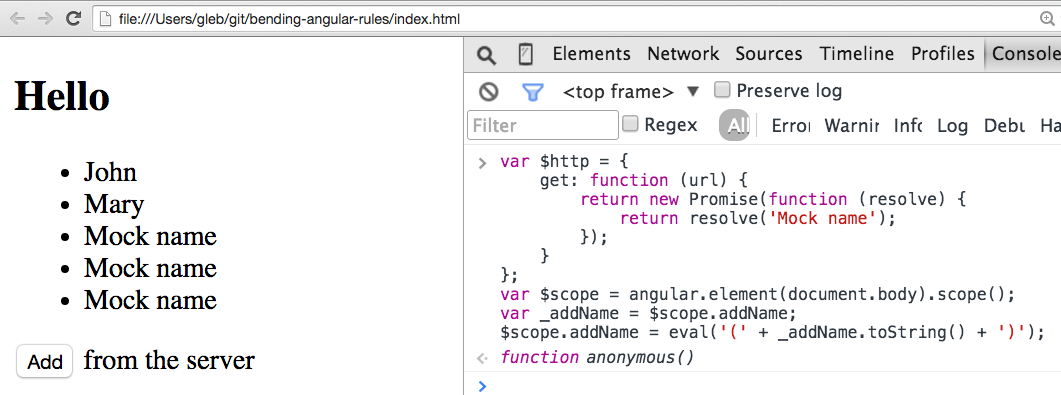 file:///Users/gleb/git/bending-angular-rules/index.html
Elements Network Sources Timeline Profiles Console
<top frame> ▼ Preserve log
Filter Regex All Erro Warnin Info Log Debu Ha
Hello
• John
• Mary
• Mock name
• Mock name
• Mock name
Add from the server
> var $http = {
get: function (url) {
return new Promise(function (resolve) {
return resolve('Mock name');
});
}
};
var $scope = angular.element(document.body).scope();
var _addName = $scope.addName;
$scope.addName = eval('(' + _addName.toString() + ')');
function anonymous()
>